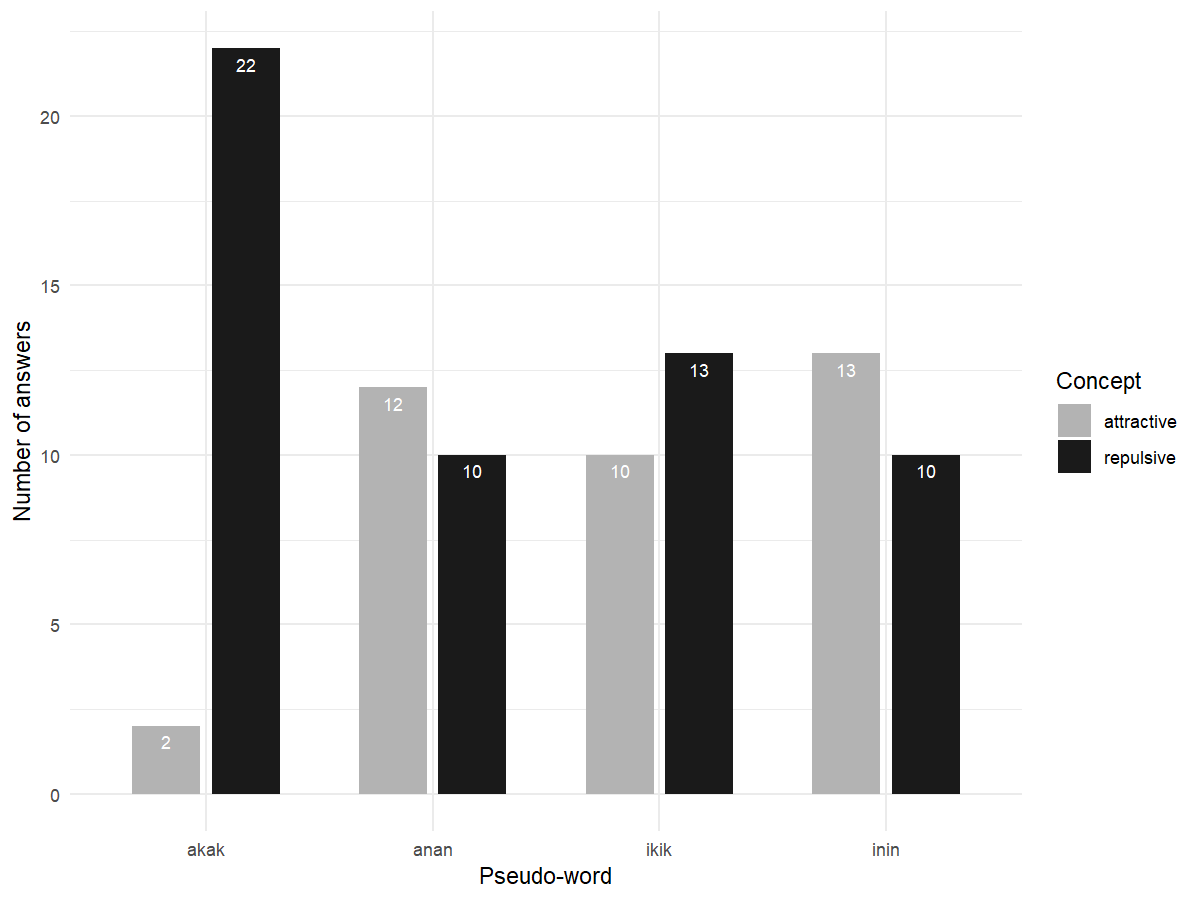 22
20
15
13
13
12
10
10
10
10
5
2
0
akak
anan
ikik
inin
Pseudo-word
Number of answers
Concept
attractive
repulsive